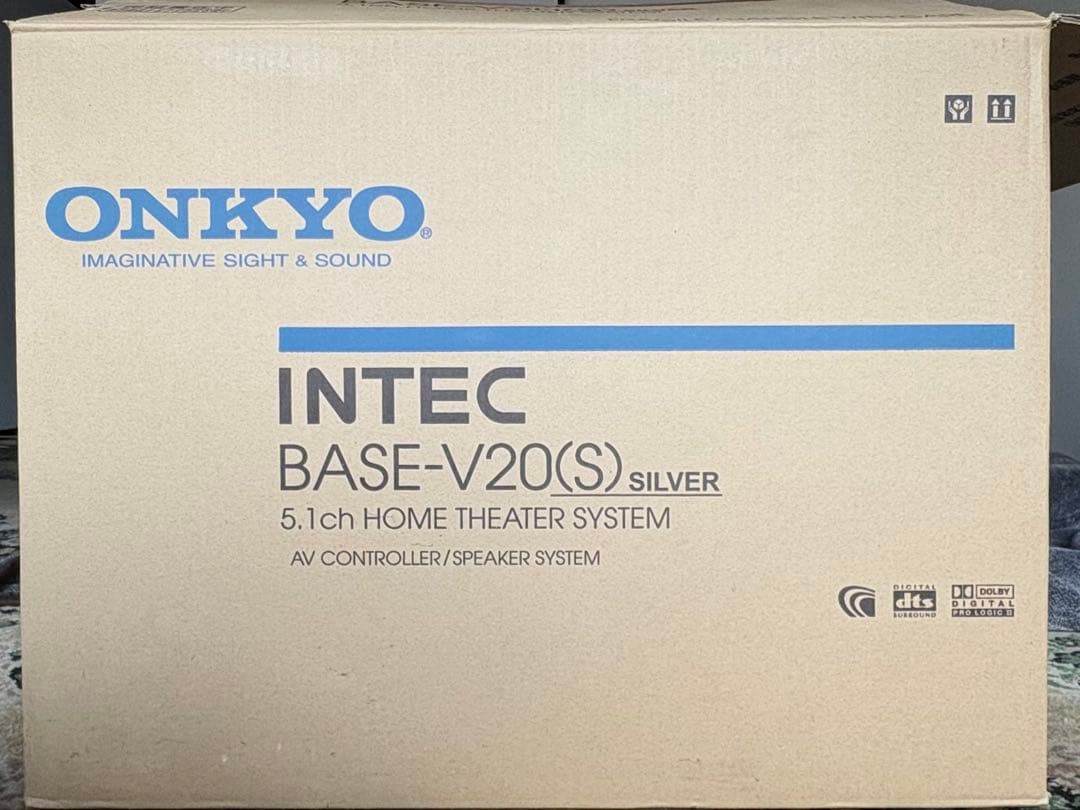 ONKYO®
IMAGINATIVE SIGHT & SOUND
INTEC
BASE-V20(S) SILVER
5.1ch HOME THEATER SYSTEM
AV CONTROLLER/SPEAKER SYSTEM
DIGITAL
dts
SURROUND
DOLBY
DIGITAL
PRO LOGIC II